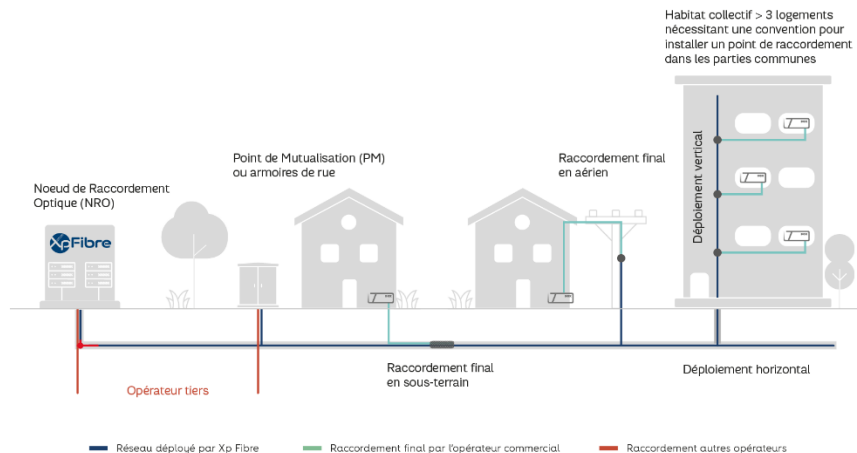 Habitat collectif > 3 logements
nécessitant une convention pour
installer un point de raccordement
dans les parties communes
Point de Mutualisation (PM)
ou armoires de rue
Raccordement final
en aérien
Noeud de Raccordement
Optique (NRO)
XpFibre
Déploiement vertical
Raccordement final
en sous-terrain
Déploiement horizontal
Opérateur tiers
Réseau déployé par Xp Fibre
Raccordement final par l'opérateur commercial
Raccordement autres opérateurs